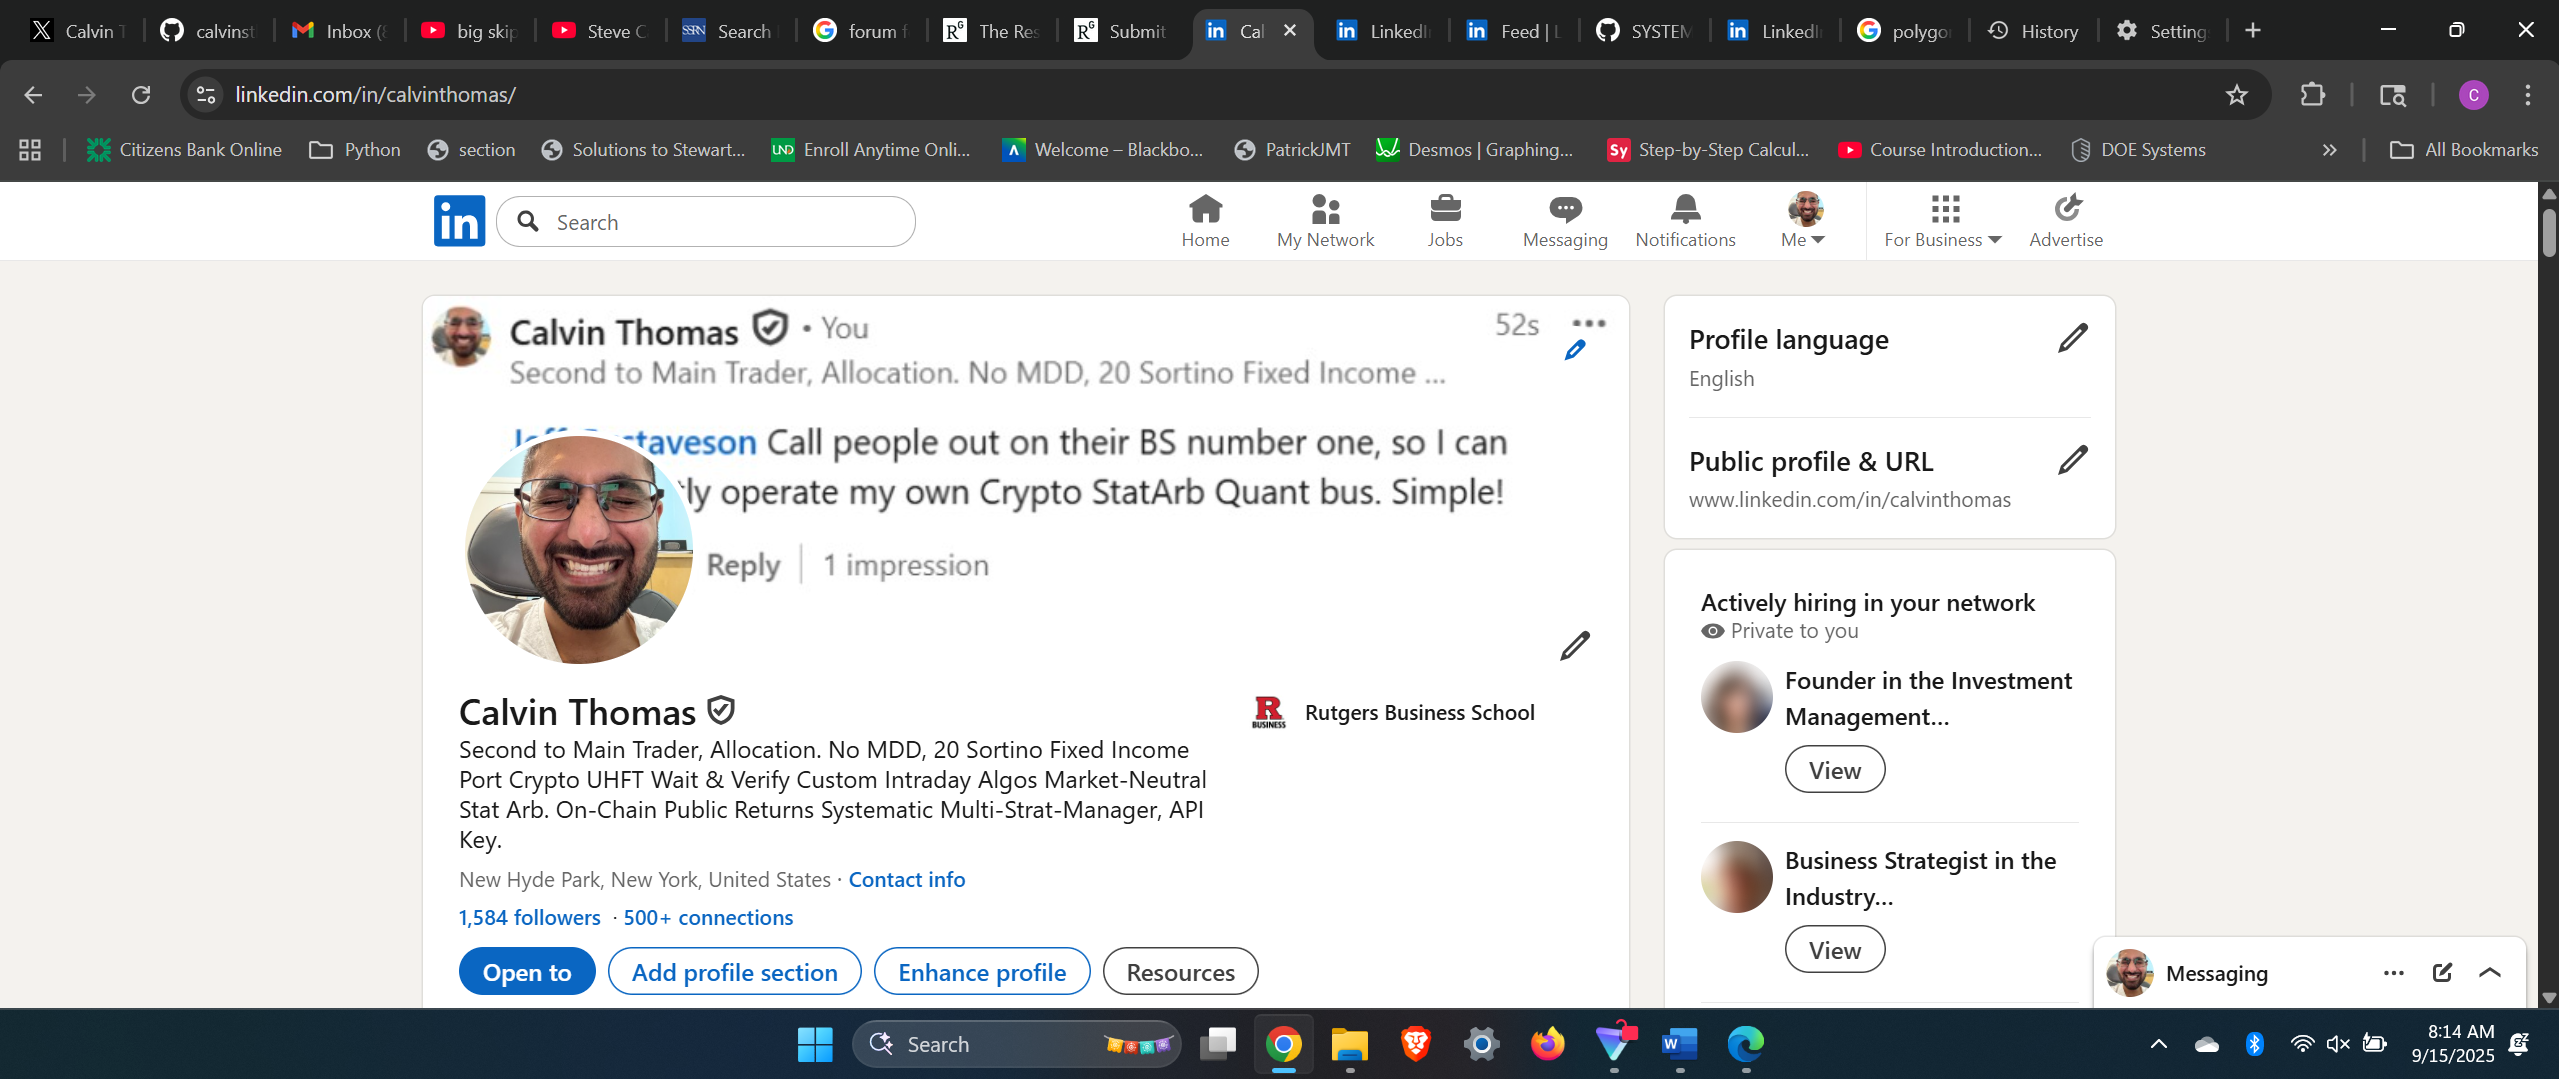 Calvin T
calvinst
Inbox (8
big skip
Steve C
Search
forum f
The Res
Submit
Cal
LinkedIn
Feed | L
SYSTEM
LinkedIn
polygo
History
Settings
linkedin.com/in/calvinthomas/
C
Citizens Bank Online
Python
section
Solutions to Stewart...
UND
Enroll Anytime Onli...
Welcome – Blackbo...
PatrickJMT
Desmos | Graphing...
Sy
Step-by-Step Calcul...
Course Introduction...
DOE Systems
All Bookmarks
in
Search
Home
My Network
Jobs
Messaging
Notifications
Me
For Business
Advertise
Calvin Thomas • You
52s
Second to Main Trader, Allocation. No MDD, 20 Sortino Fixed Income ...
Call people out on their BS number one, so I can
operate my own Crypto StatArb Quant bus. Simple!
Reply
1 impression
Calvin Thomas
Second to Main Trader, Allocation. No MDD, 20 Sortino Fixed Income
Port Crypto UHFT Wait & Verify Custom Intraday Algos Market-Neutral
Stat Arb. On-Chain Public Returns Systematic Multi-Strat-Manager, API
Key.
R
BUSINESS
Rutgers Business School
New Hyde Park, New York, United States · Contact info
1,584 followers · 500+ connections
Open to
Add profile section
Enhance profile
Resources
Profile language
English
Public profile & URL
www.linkedin.com/in/calvinthomas
Actively hiring in your network
Private to you
Founder in the Investment
Management...
View
Business Strategist in the
Industry...
View
Messaging
Search
W
8:14 AM
9/15/2025